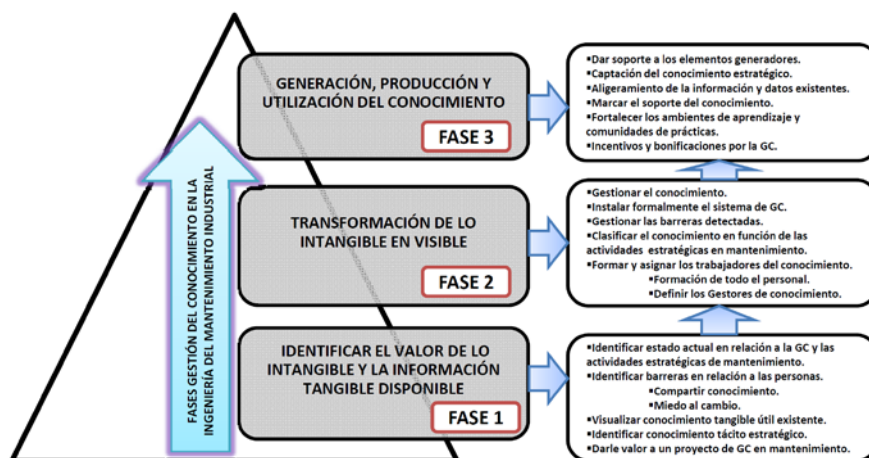 FASES GESTIÓN DEL CONOCIMIENTO EN LA
INGENIERÍA DEL MANTENIMIENTO INDUSTRIAL
GENERACIÓN, PRODUCCIÓN Y
UTILIZACIÓN DEL CONOCIMIENTO
FASE 3
▪Dar soporte a los elementos generadores.
▪Captación del conocimiento estratégico.
▪Aligeramiento de la información y datos existentes.
▪Marcar el soporte del conocimiento.
▪Fortalecer los ambientes de aprendizaje y
comunidades de prácticas.
▪Incentivos y bonificaciones por la GC.
TRANSFORMACIÓN DE LO
INTANGIBLE EN VISIBLE
FASE 2
▪Gestionar el conocimiento.
▪Instalar formalmente el sistema de GC.
▪Gestionar las barreras detectadas.
▪Clasificar el conocimiento en función de las
actividades estratégicas en mantenimiento.
▪Formar y asignar los trabajadores del conocimiento.
▪Formación de todo el personal.
▪Definir los Gestores de conocimiento.
IDENTIFICAR EL VALOR DE LO
INTANGIBLE Y LA INFORMACIÓN
TANGIBLE DISPONIBLE
FASE 1
▪Identificar estado actual en relación a la GC y las
actividades estratégicas de mantenimiento.
▪Identificar barreras en relación a las personas.
▪Compartir conocimiento.
▪Miedo al cambio.
▪Visualizar conocimiento tangible útil existente.
▪Identificar conocimiento tácito estratégico.
▪Darle valor a un proyecto de GC en mantenimiento.